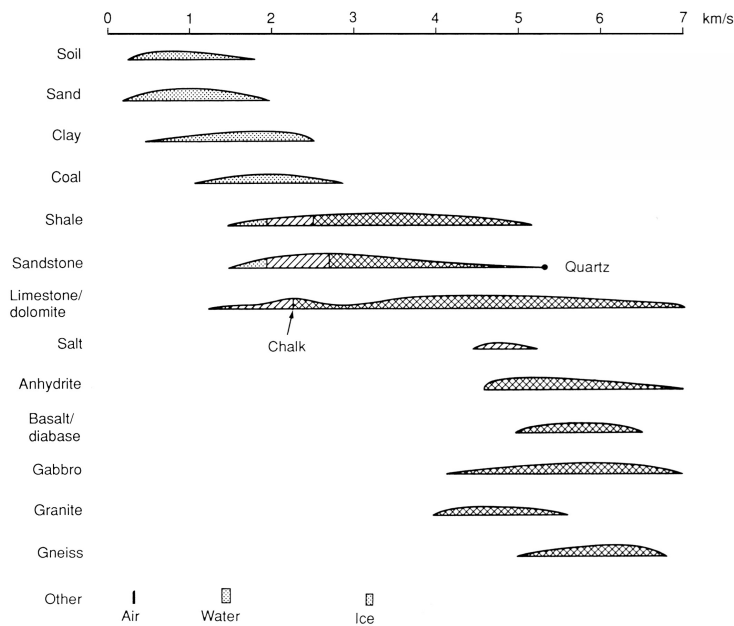 0 1 2 3 4 5 6 7 km/s
Soil
Sand
Clay
Coal
Shale
Sandstone
Quartz
Limestone/
dolomite
Chalk
Salt
Anhydrite
Basalt/
diabase
Gabbro
Granite
Gneiss
Other
Air
Water
Ice